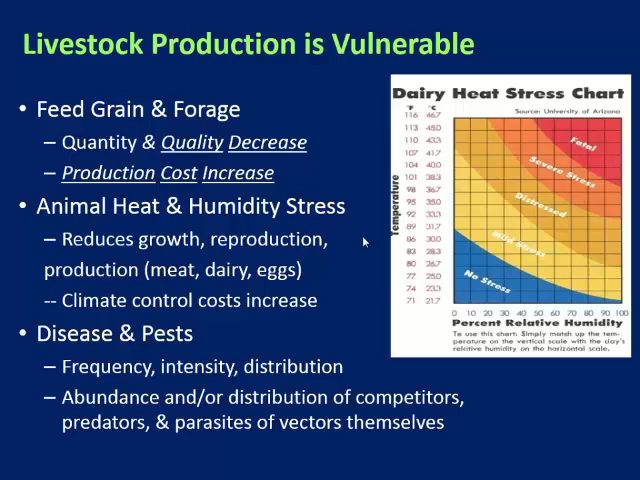 Livestock Production is Vulnerable
• Feed Grain & Forage
– Quantity & Quality Decrease
– Production Cost Increase
• Animal Heat & Humidity Stress
– Reduces growth, reproduction,
production (meat, dairy, eggs)
-- Climate control costs increase
• Disease & Pests
– Frequency, intensity, distribution
– Abundance and/or distribution of competitors,
predators, & parasites of vectors themselves
Dairy Heat Stress Chart
°F °C
Source: University of Arizona
116 46.7
113 45.0
110 43.3
107 41.7
104 40.0
101 38.3
98 36.7
95 35.0
92 33.3
89 31.7
86 30.0
83 28.3
80 26.7
77 25.0
74 23.3
71 21.7
Temperature
Fatal
Severe Stress
Distressed
Mild Stress
No Stress
0 10 20 30 40 50 60 70 80 90 100
Percent Relative Humidity
To use this chart: Simply match up the tem-
perature on the vertical scale with the day's
relative humidity on the horizontal scale.